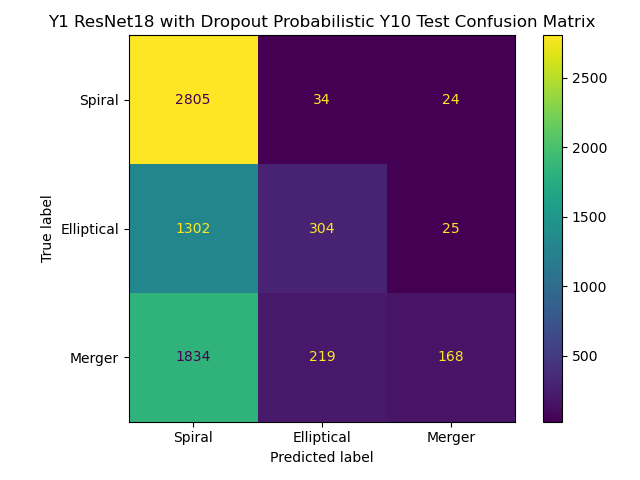 Y1 ResNet18 with Dropout Probabilistic Y10 Test Confusion Matrix
Spiral 2805 34 24
Elliptical 1302 304 25
Merger 1834 219 168
Spiral Elliptical Merger
Predicted label
True label
2500
2000
1500
1000
500